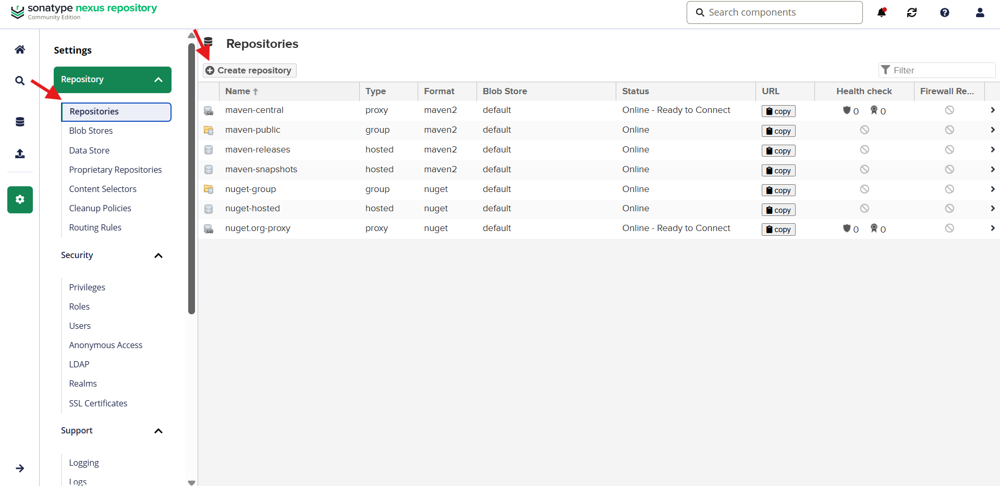 sonatype nexus repository
Community Edition
Search components
Settings
Repository
Repositories
Blob Stores
Data Store
Proprietary Repositories
Content Selectors
Cleanup Policies
Routing Rules
Security
Privileges
Roles
Users
Anonymous Access
LDAP
Realms
SSL Certificates
Support
Logging
Logs
Repositories
Create repository
Filter
Name Type Format Blob Store Status URL Health check Firewall Re...
maven-central proxy maven2 default Online - Ready to Connect copy 0 0
maven-public group maven2 default Online copy
maven-releases hosted maven2 default Online copy
maven-snapshots hosted maven2 default Online copy
nuget-group group nuget default Online copy
nuget-hosted hosted nuget default Online copy
nuget.org-proxy proxy nuget default Online - Ready to Connect copy 0 0